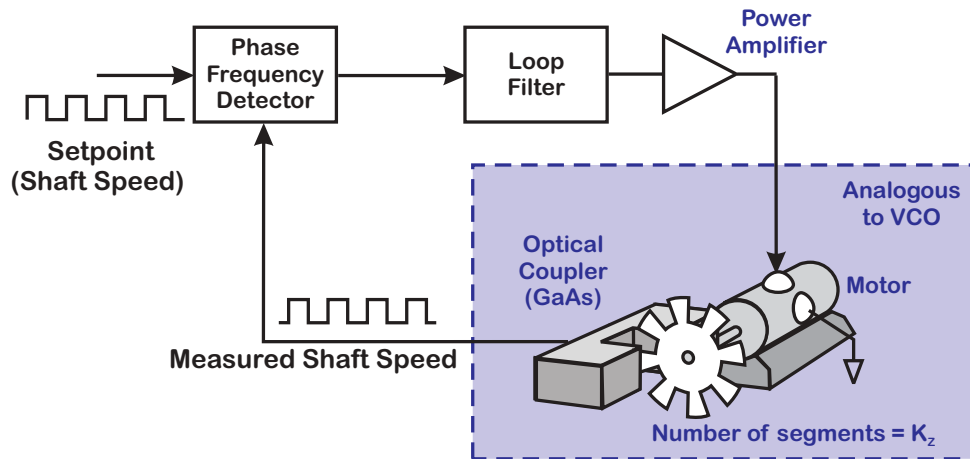 Phase
Frequency
Detector
Loop
Filter
Power
Amplifier
Setpoint
(Shaft Speed)
Analogous
to VCO
Optical
Coupler
(GaAs)
Motor
Measured Shaft Speed
Number of segments = Kz